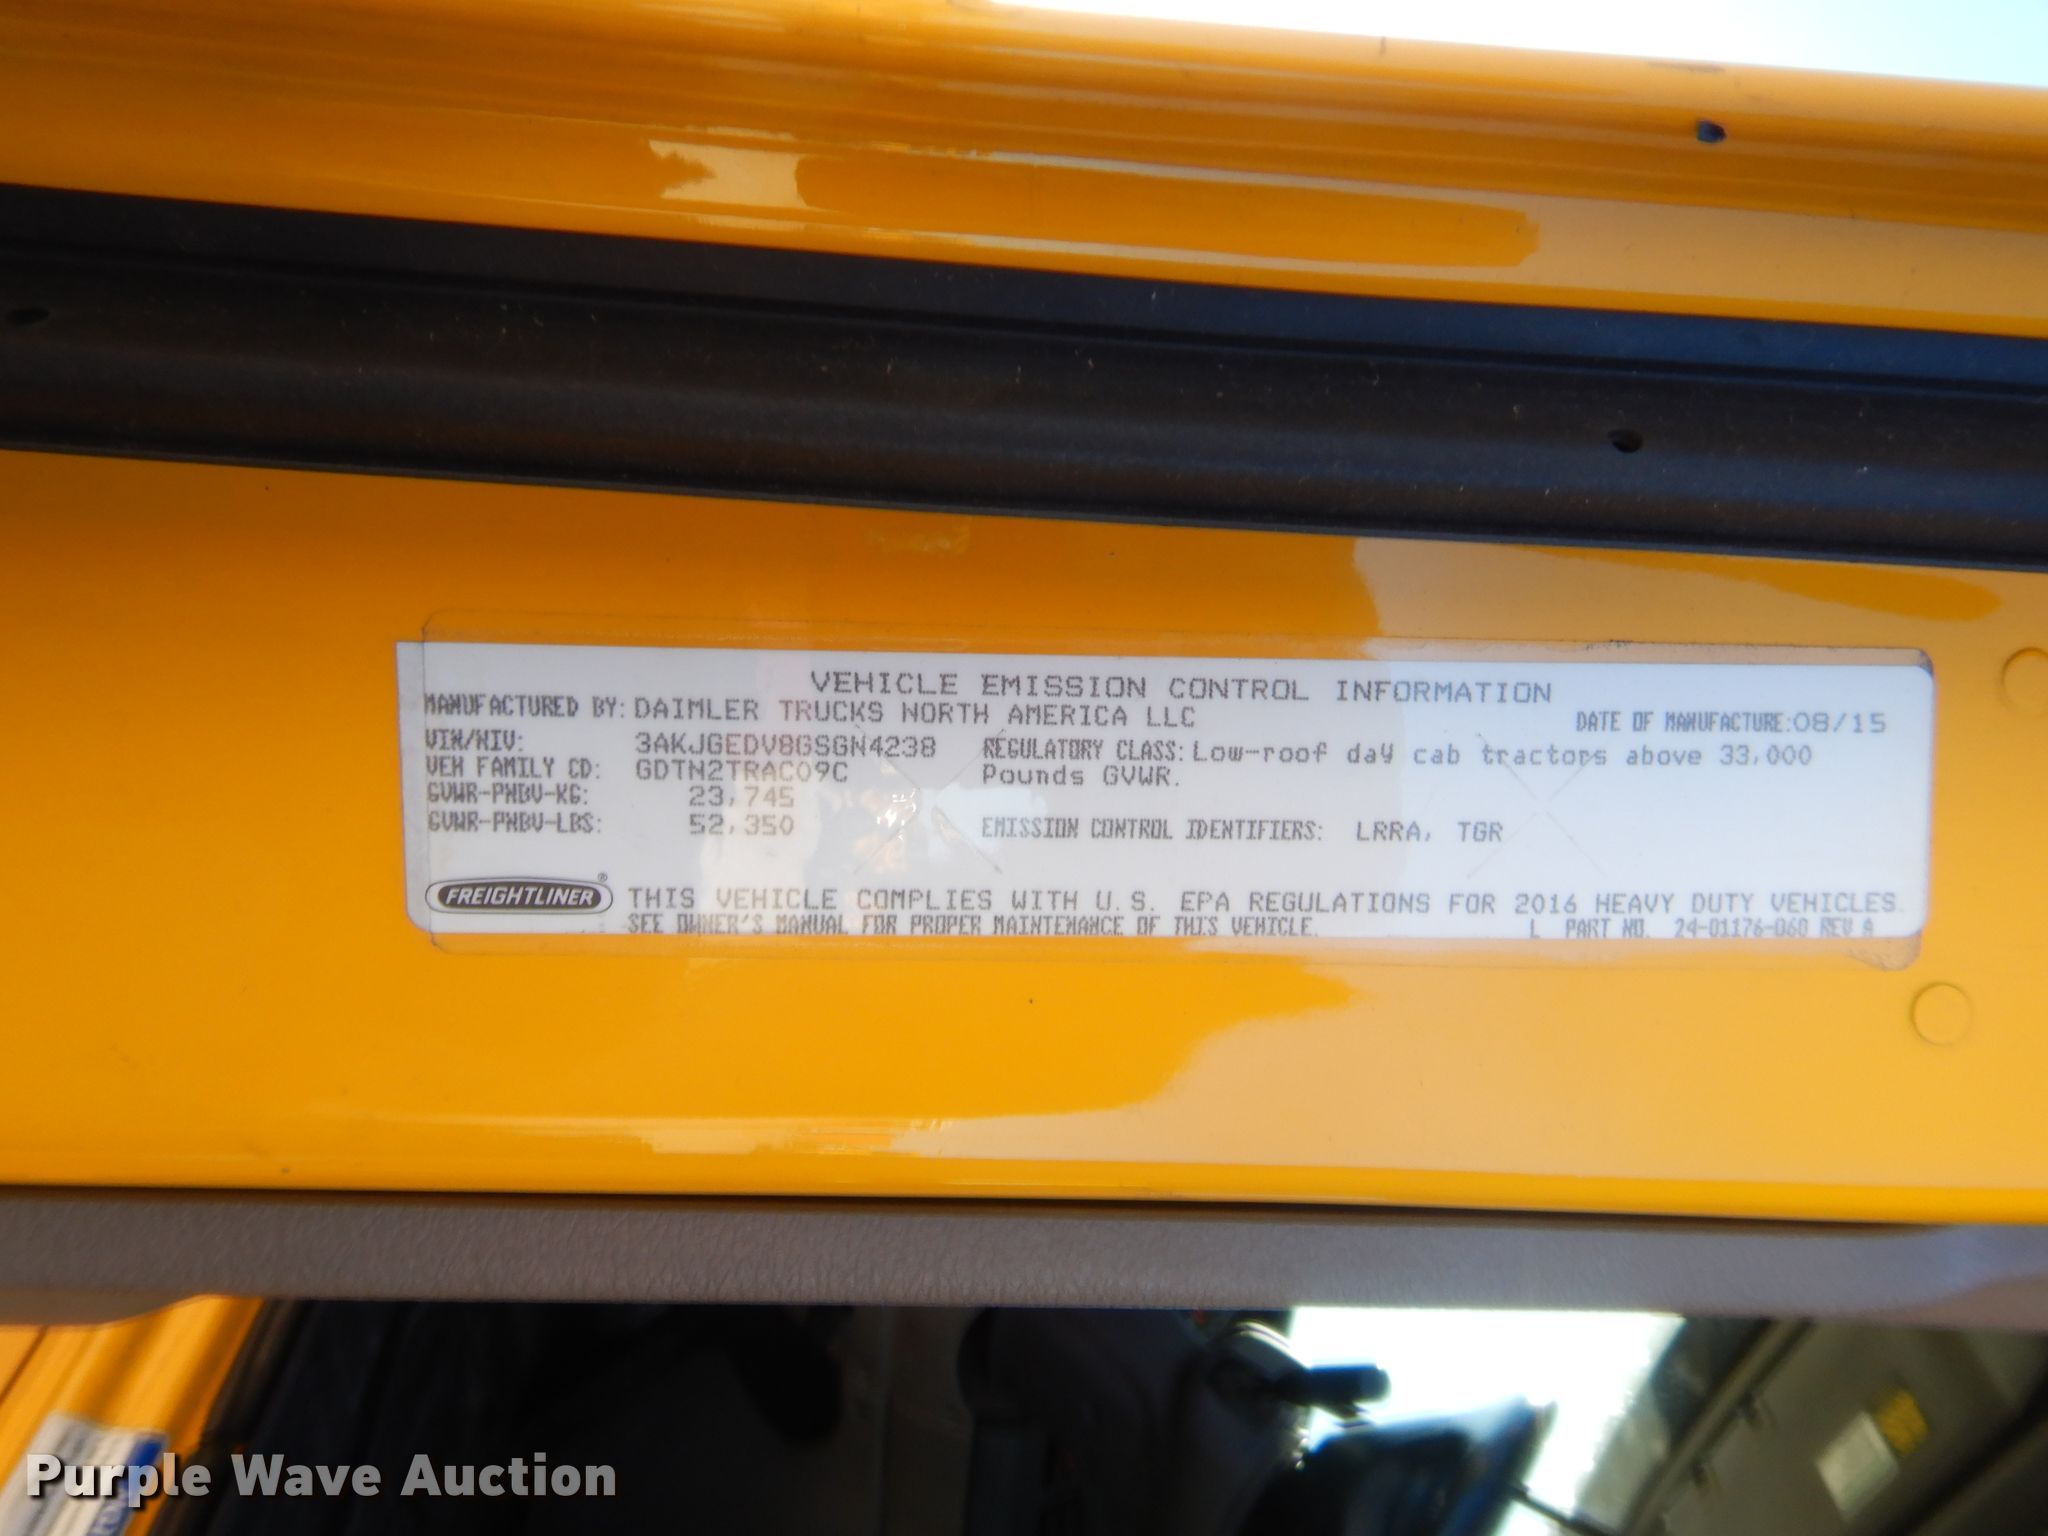 VEHICLE EMISSION CONTROL INFORMATION
MANUFACTURED BY: DAIMLER TRUCKS NORTH AMERICA LLC DATE OF MANUFACTURE: 08/15
VIN/NIV: 3AKJGEDV8GSGN4238 REGULATORY CLASS: Low-roof day cab tractors above 33,000
VEH FAMILY CD: GDTN2TRAC09C Pounds GVWR.
GVWR-PNBV-KG: 23,745
GVWR-PNBV-LBS: 52,350 EMISSION CONTROL IDENTIFIERS: LRRA, TGR
FREIGHTLINER® THIS VEHICLE COMPLIES WITH U.S. EPA REGULATIONS FOR 2016 HEAVY DUTY VEHICLES.
SEE OWNER'S MANUAL FOR PROPER MAINTENANCE OF THIS VEHICLE. L PART NO. 24-01176-060 REV A
Purple Wave Auction